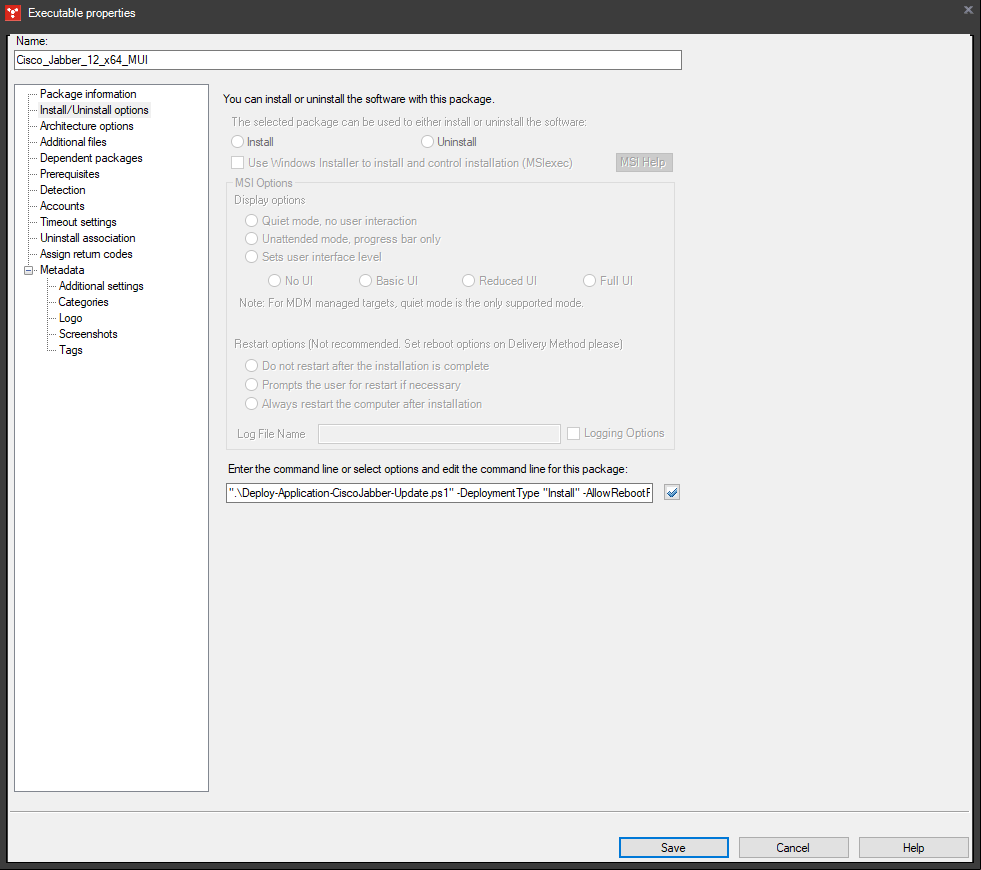 Executable properties
Name:
Cisco_Jabber_12_x64_MUI
Package information
Install/Uninstall options
Architecture options
Additional files
Dependent packages
Prerequisites
Detection
Accounts
Timeout settings
Uninstall association
Assign return codes
Metadata
Additional settings
Categories
Logo
Screenshots
Tags
You can install or uninstall the software with this package.
The selected package can be used to either install or uninstall the software:
Install Uninstall
Use Windows Installer to install and control installation (MSIexec) MSI Help
MSI Options
Display options
Quiet mode, no user interaction
Unattended mode, progress bar only
Sets user interface level
No UI Basic UI Reduced UI Full UI
Note: For MDM managed targets, quiet mode is the only supported mode.
Restart options (Not recommended. Set reboot options on Delivery Method please)
Do not restart after the installation is complete
Prompts the user for restart if necessary
Always restart the computer after installation
Log File Name Logging Options
Enter the command line or select options and edit the command line for this package:
".\Deploy-Application-CiscoJabber-Update.ps1" -DeploymentType "Install" -AllowReboot
Save Cancel Help